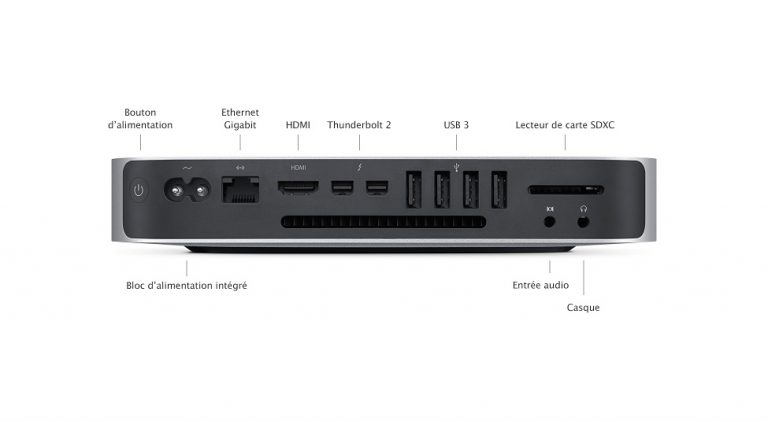 Bouton
d'alimentation
Ethernet
Gigabit
HDMI
Thunderbolt 2
USB 3
Lecteur de carte SDXC
HDMI
Bloc d'alimentation intégré
Entrée audio
Casque